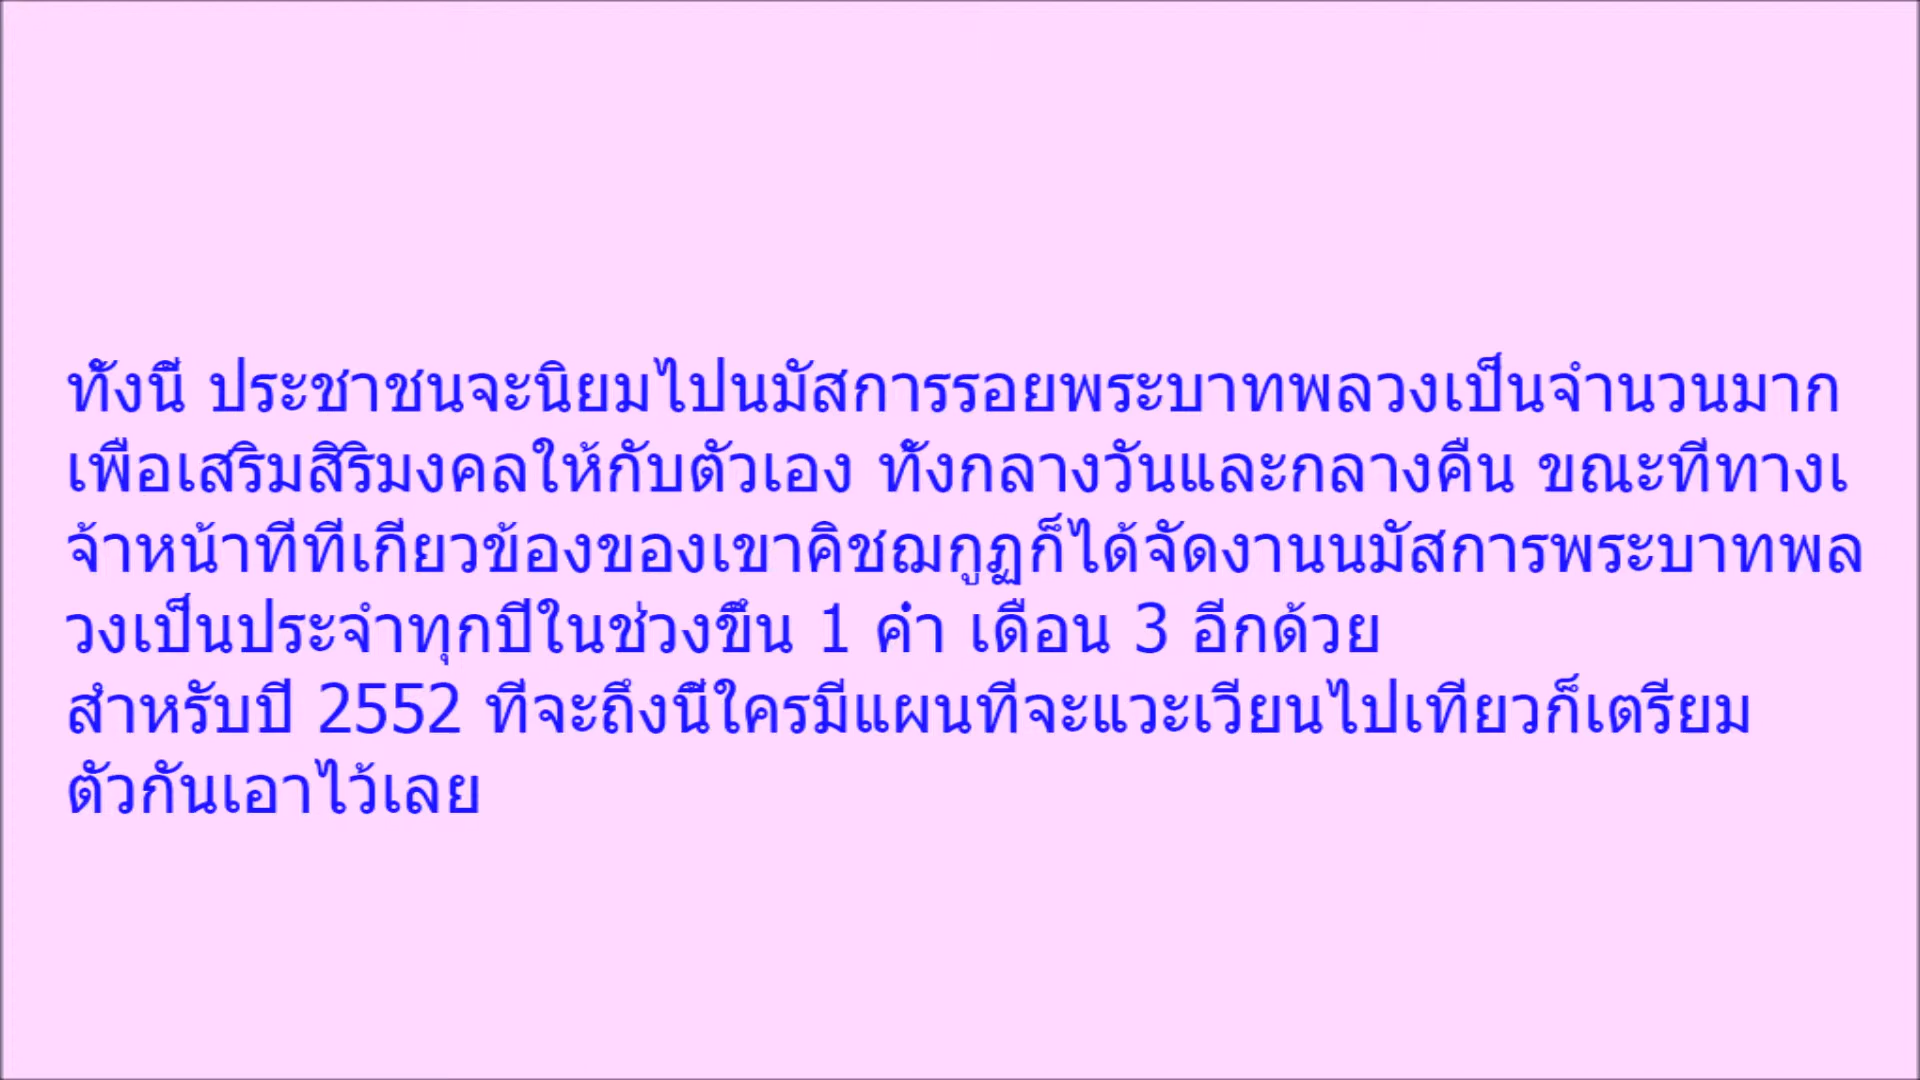 ทั้งนี้ ประชาชนจะนิยมไปนมัสการรอยพระบาทพลวงเป็นจำนวนมาก
เพื่อเสริมสิริมงคลให้กับตัวเอง ทั้งกลางวันและกลางคืน ขณะที่ทางเ
จ้าหน้าที่ที่เกี่ยวข้องของเขาคิชฌกูฏก็ได้จัดงานนมัสการพระบาทพล
วงเป็นประจำทุกปีในช่วงขึ้น 1 ค่ำ เดือน 3 อีกด้วย
สำหรับปี 2552 ที่จะถึงนี้ใครมีแผนที่จะแวะเวียนไปเที่ยวก็เตรียม
ตัวกันเอาไว้เลย